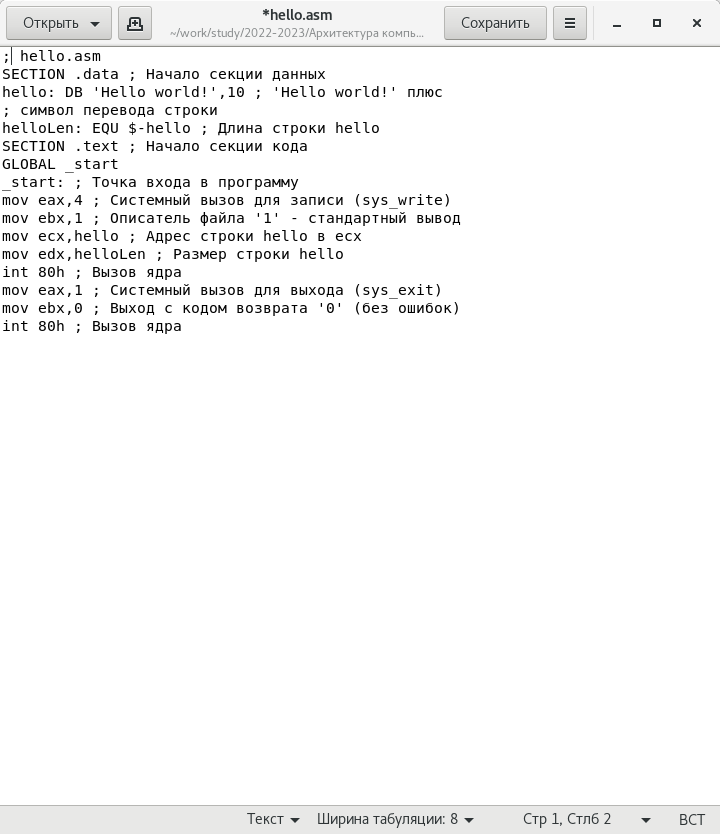 Открыть
*hello.asm
~/work/study/2022-2023/Архитектура компь…
Сохранить
; hello.asm
SECTION .data ; Начало секции данных
hello: DB 'Hello world!',10 ; 'Hello world!' плюс
; символ перевода строки
helloLen: EQU $-hello ; Длина строки hello
SECTION .text ; Начало секции кода
GLOBAL _start
_start: ; Точка входа в программу
mov eax,4 ; Системный вызов для записи (sys_write)
mov ebx,1 ; Описатель файла '1' - стандартный вывод
mov ecx,hello ; Адрес строки hello в ecx
mov edx,helloLen ; Размер строки hello
int 80h ; Вызов ядра
mov eax,1 ; Системный вызов для выхода (sys_exit)
mov ebx,0 ; Выход с кодом возврата '0' (без ошибок)
int 80h ; Вызов ядра
Текст
Ширина табуляции: 8
Стр 1, Стлб 2
ВСТ